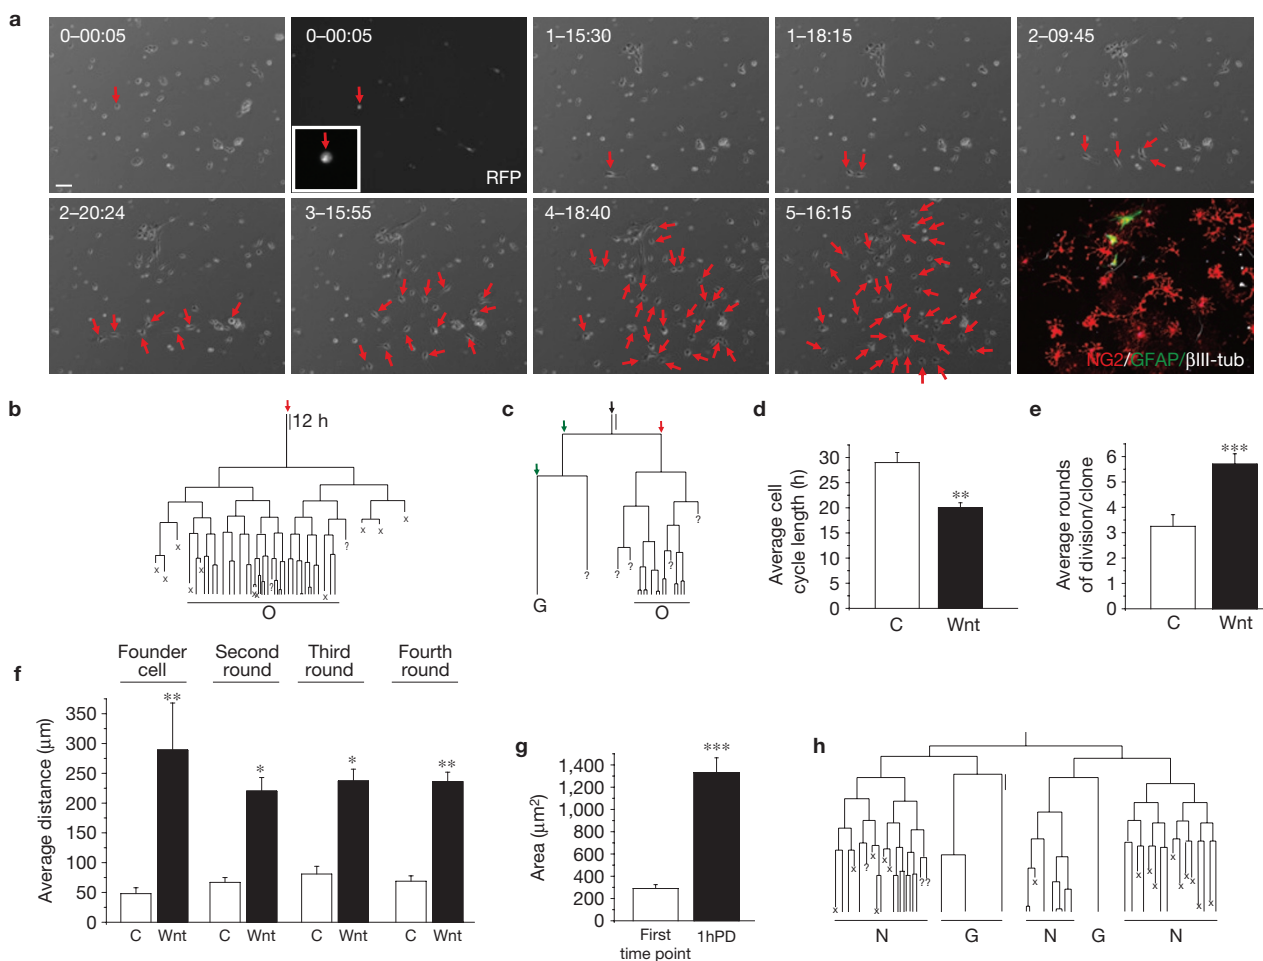 a
0–00:05
0–00:05
RFP
1–15:30
1–18:15
2–09:45
2–20:24
3–15:55
4–18:40
5–16:15
NG2/GFAP/βIII-tub
b
12 h
x
x
x
x
x
x
x
x
x
x
?
?
x
O
c
?
?
?
?
?
G
O
d
Average cell
cycle length (h)
30
25
20
15
10
5
0
**
C
Wnt
e
Average rounds
of division/clone
6
5
4
3
2
1
0
***
C
Wnt
f
Founder
cell
Second
round
Third
round
Fourth
round
Average distance (μm)
350
300
250
200
150
100
50
0
**
*
*
**
C
Wnt
C
Wnt
C
Wnt
C
Wnt
g
Area (μm²)
1,400
1,200
1,000
800
600
400
200
0
***
First
time point
1hPD
h
x
x
?
x
x
x
x
??
x
x
x
x
x
x
x
x
x
N
G
N
G
N